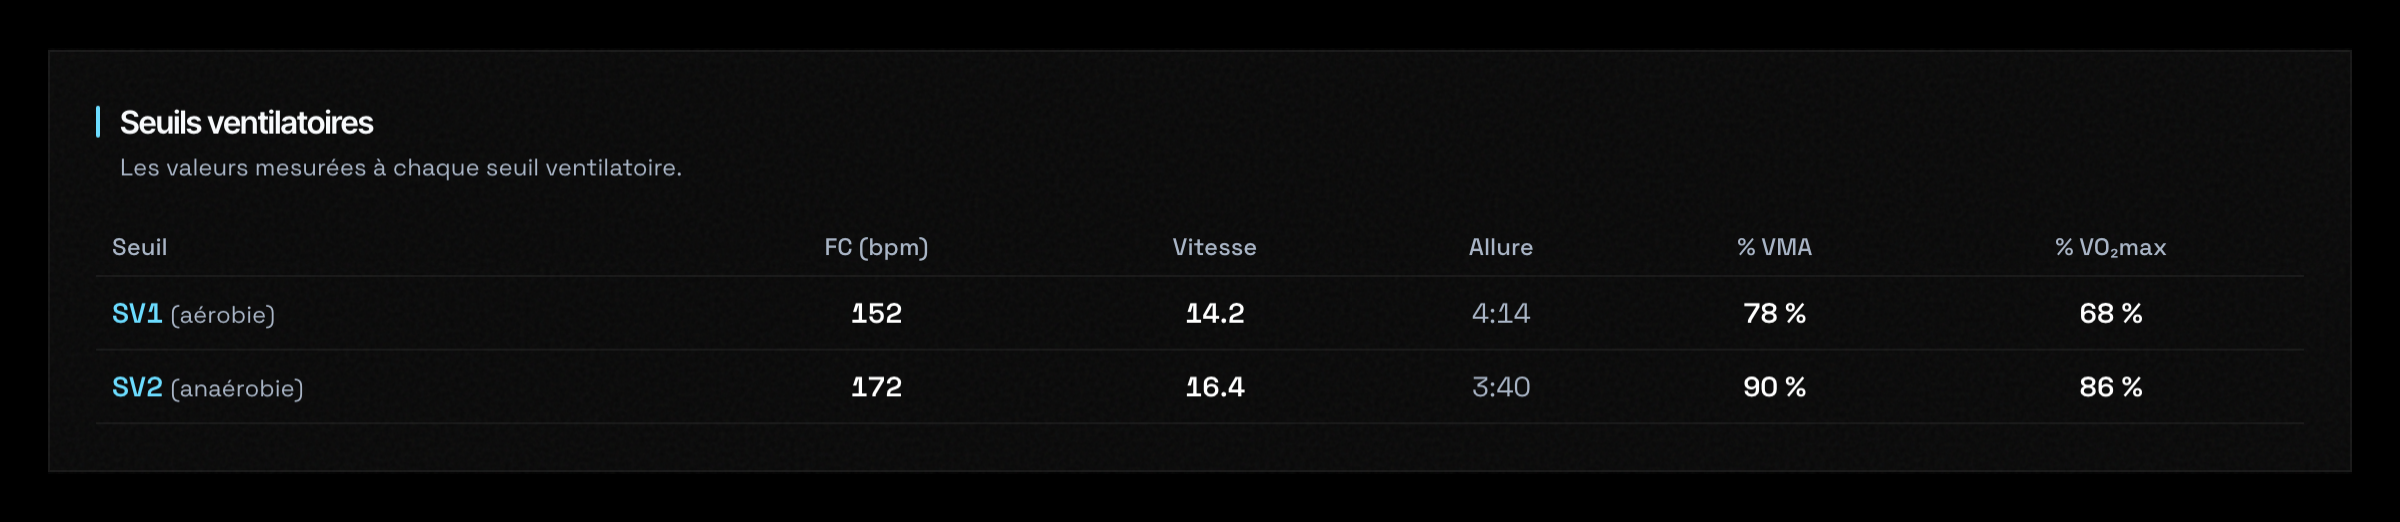 Seuils ventilatoires
Les valeurs mesurées à chaque seuil ventilatoire.
Seuil FC (bpm) Vitesse Allure % VMA % VO₂max
SV1 (aérobie) 152 14.2 4:14 78 % 68 %
SV2 (anaérobie) 172 16.4 3:40 90 % 86 %